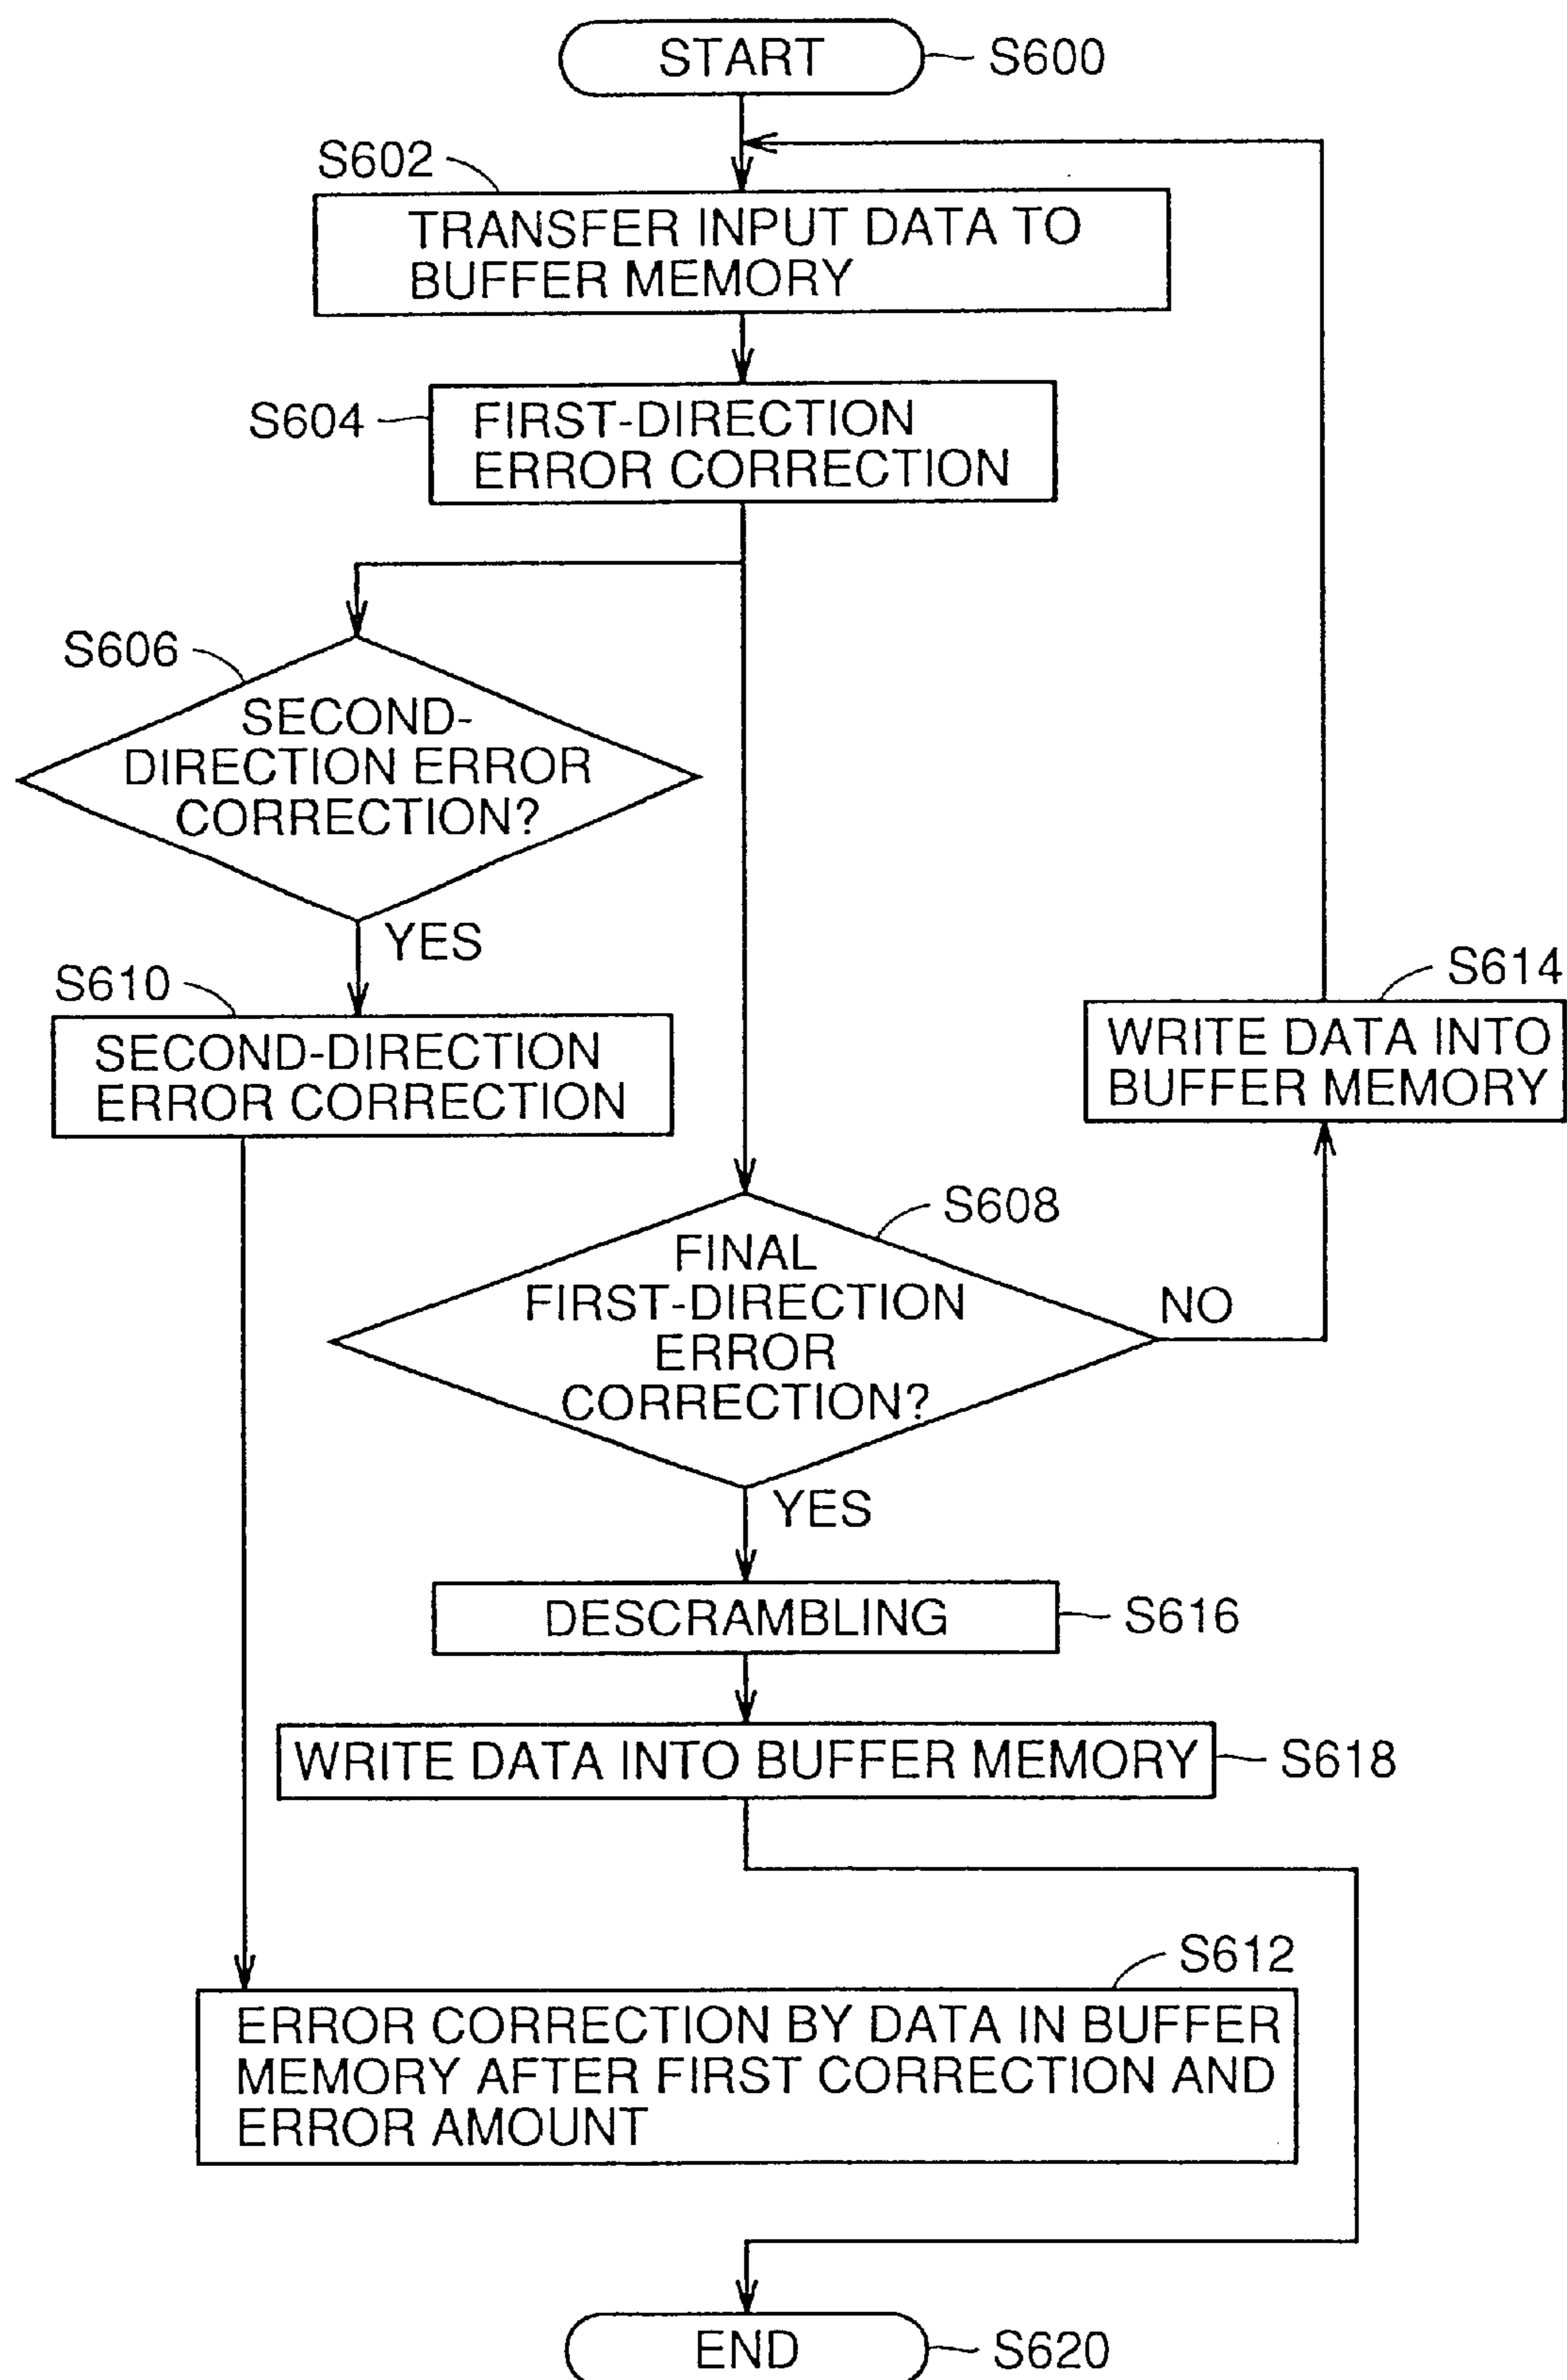 START
S600
S602
TRANSFER INPUT DATA TO
BUFFER MEMORY
S604
FIRST-DIRECTION
ERROR CORRECTION
S606
SECOND-
DIRECTION ERROR
CORRECTION?
YES
S610
SECOND-DIRECTION
ERROR CORRECTION
S614
WRITE DATA INTO
BUFFER MEMORY
S608
FINAL
FIRST-DIRECTION
ERROR
CORRECTION?
NO
YES
DESCRAMBLING
S616
WRITE DATA INTO BUFFER MEMORY
S618
S612
ERROR CORRECTION BY DATA IN BUFFER
MEMORY AFTER FIRST CORRECTION AND
ERROR AMOUNT
END
S620